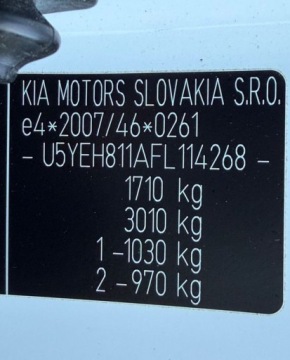 KIA MOTORS SLOVAKIA S.R.O.
e4*2007/46*0261
- U5YEH811AFL114268 -
1710 kg
3010 kg
1 -1030 kg
2 -970 kg